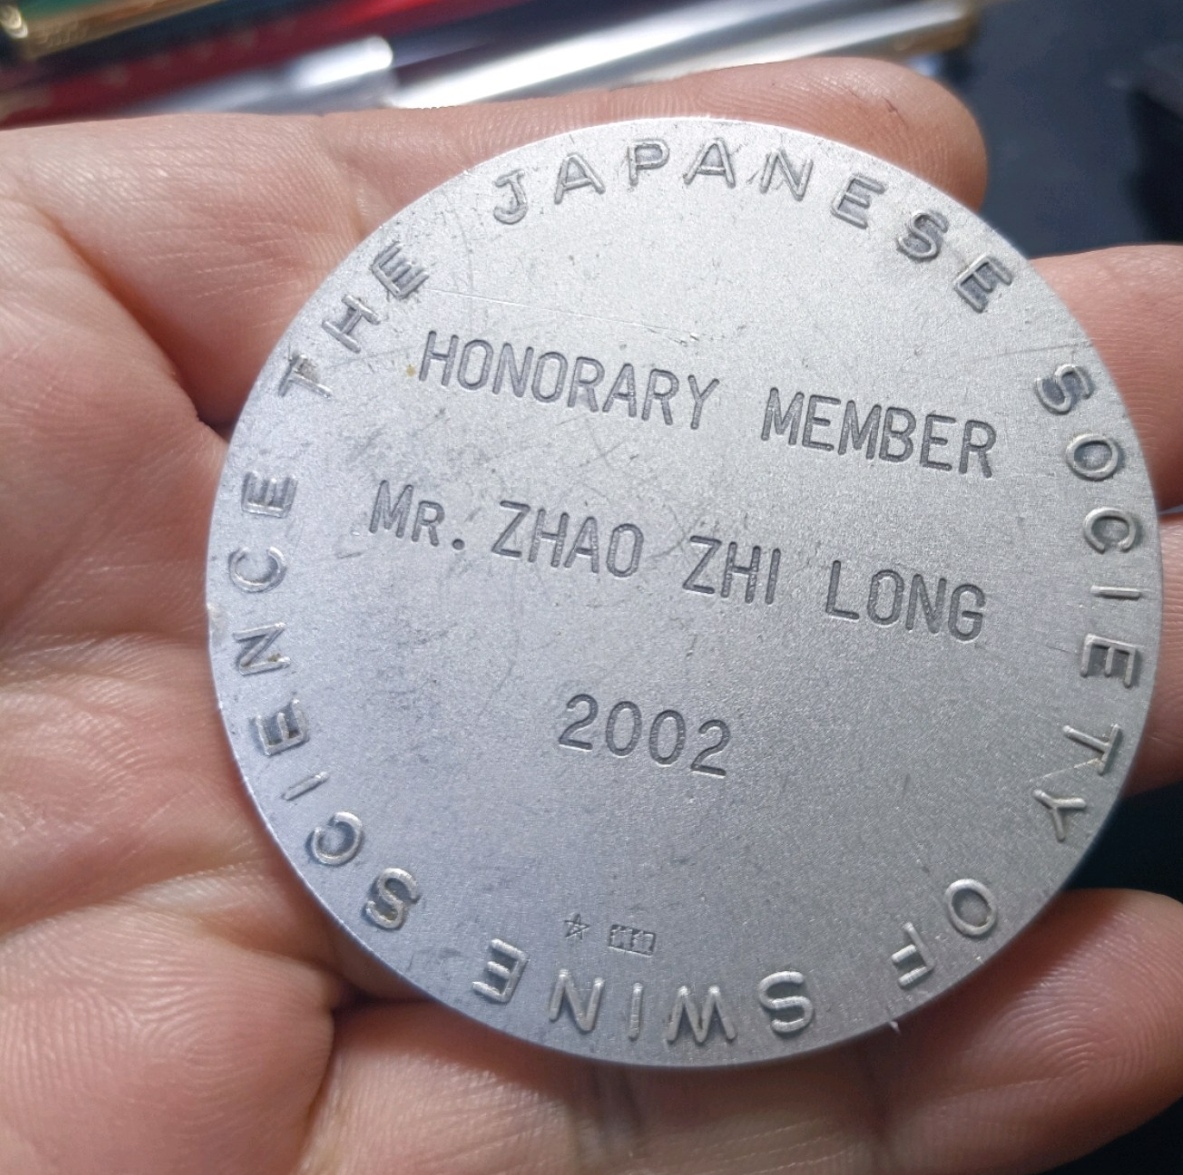 THE JAPANESE SOCIETY OF SWINE SCIENCE
HONORARY MEMBER
MR. ZHAO ZHI LONG
2002